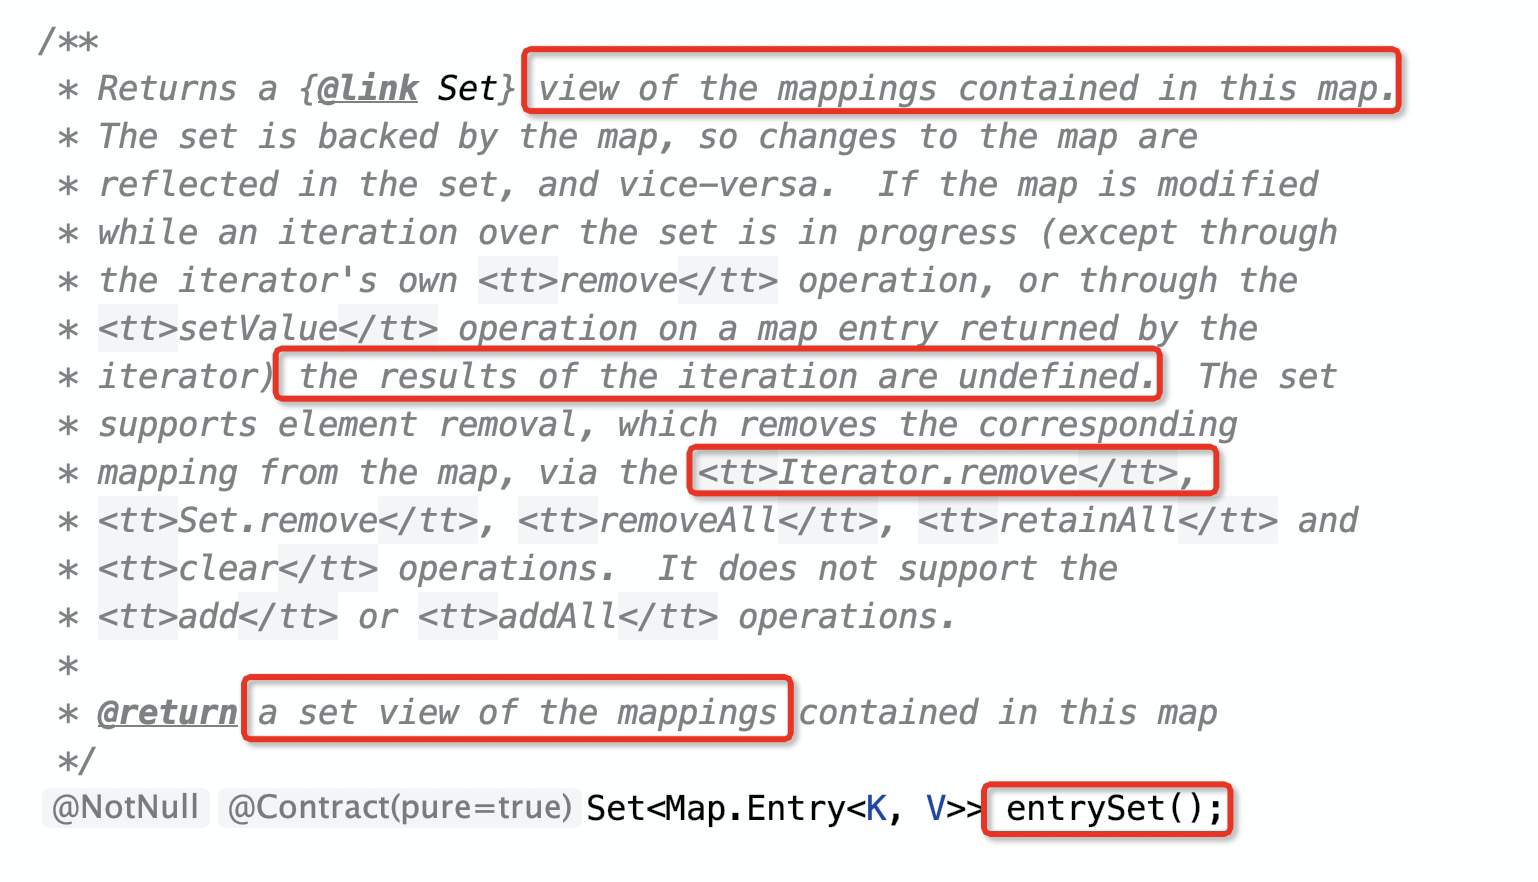 /**
* Returns a {@link Set} view of the mappings contained in this map.
* The set is backed by the map, so changes to the map are
* reflected in the set, and vice-versa.  If the map is modified
* while an iteration over the set is in progress (except through
* the iterator's own <tt>remove</tt> operation, or through the
* <tt>setValue</tt> operation on a map entry returned by the
* iterator) the results of the iteration are undefined.  The set
* supports element removal, which removes the corresponding
* mapping from the map, via the <tt>Iterator.remove</tt>,
* <tt>Set.remove</tt>, <tt>removeAll</tt>, <tt>retainAll</tt> and
* <tt>clear</tt> operations.  It does not support the
* <tt>add</tt> or <tt>addAll</tt> operations.
*
* @return a set view of the mappings contained in this map
*/
@NotNull @Contract(pure=true) Set<Map.Entry<K, V>> entrySet();